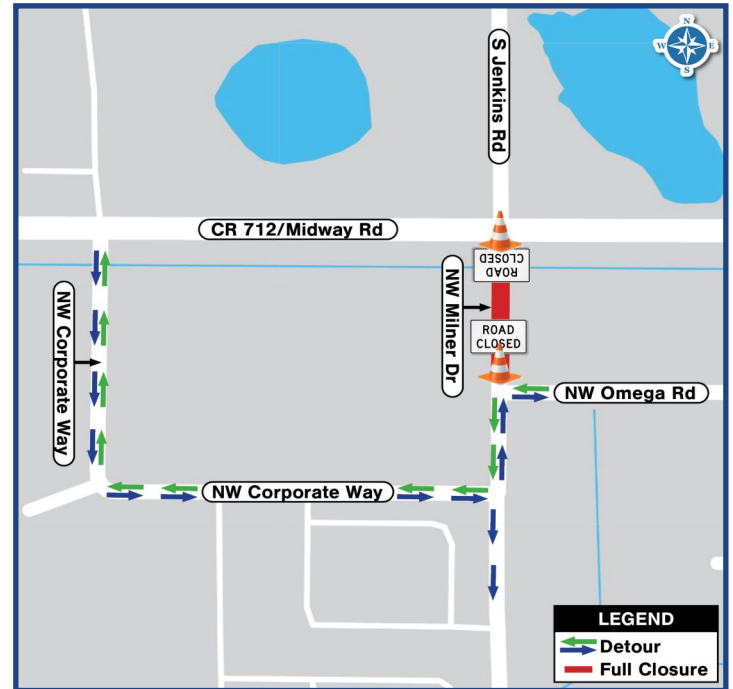 N
W E
S
S Jenkins Rd
CR 712/Midway Rd
ROAD
CLOSED
NW Milner Dr
ROAD
CLOSED
NW Corporate Way
NW Omega Rd
NW Corporate Way
LEGEND
Detour
Full Closure